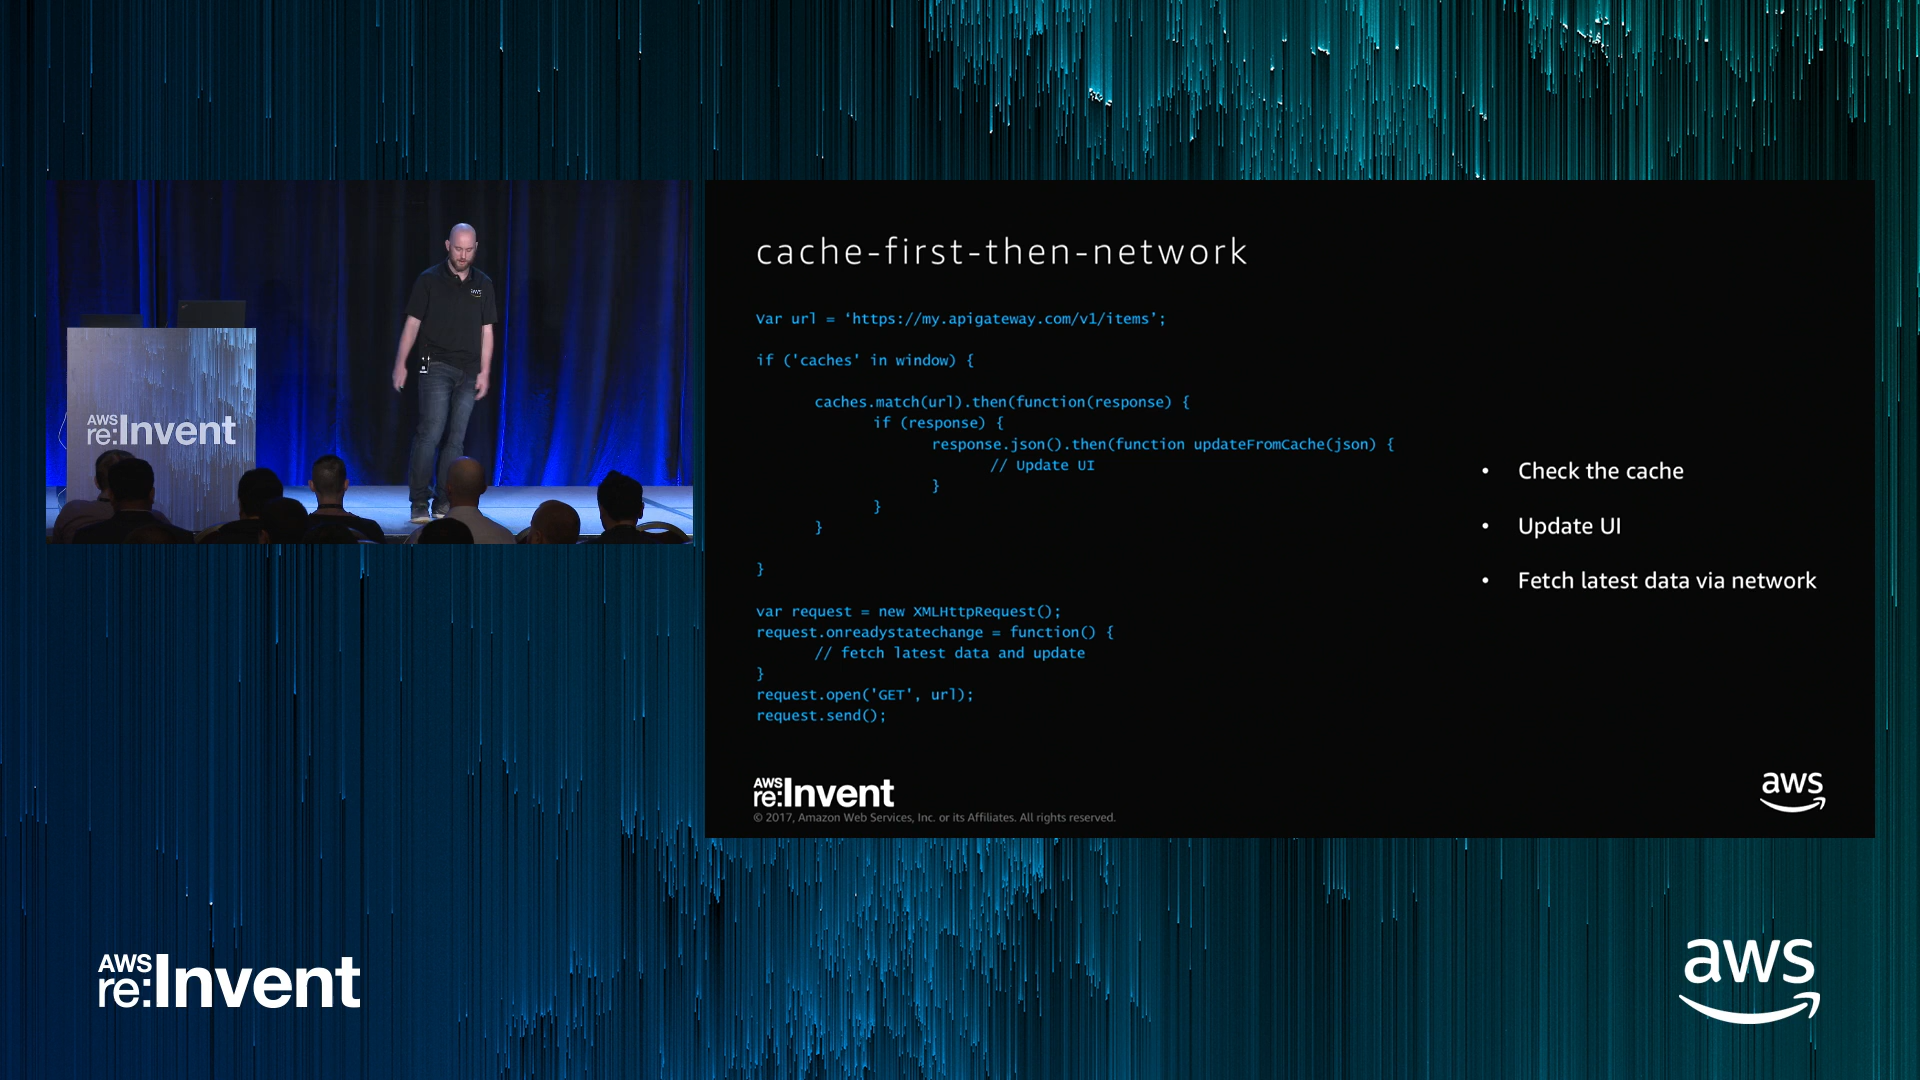 AWS
re:Invent
cache-first-then-network
Var url = ‘https://my.apigateway.com/v1/items’;
if ('caches' in window) {
caches.match(url).then(function(response) {
if (response) {
response.json().then(function updateFromCache(json) {
// Update UI
}
}
}
}
var request = new XMLHttpRequest();
request.onreadystatechange = function() {
// fetch latest data and update
}
request.open('GET', url);
request.send();
• Check the cache
• Update UI
• Fetch latest data via network
AWS
re:Invent
© 2017, Amazon Web Services, Inc. or its Affiliates. All rights reserved.
aws
AWS
re:Invent
aws